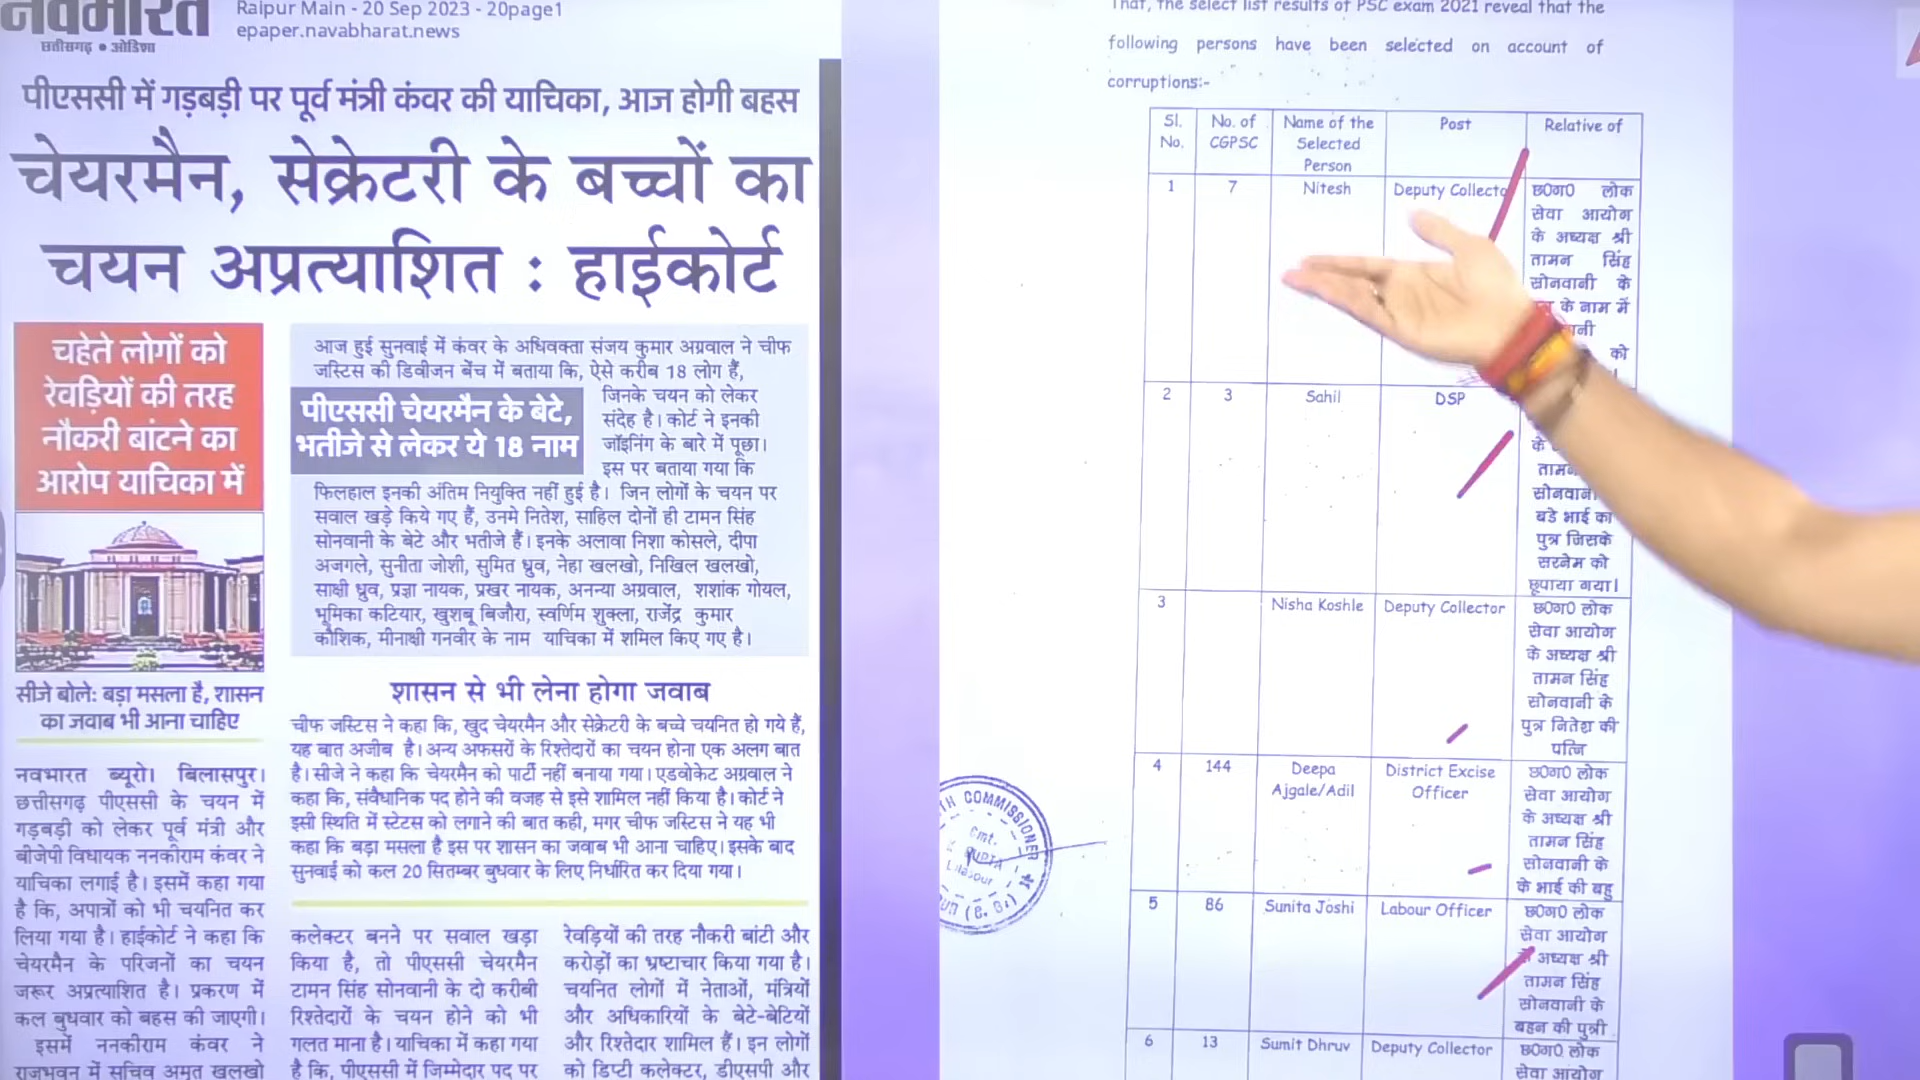 नवभारत
छत्तीसगढ़ • ओडिशा
Raipur Main - 20 Sep 2023 - 20page1
epaper.navabharat.news
पीएससी में गड़बड़ी पर पूर्व मंत्री कंवर की याचिका, आज होगी बहस
चेयरमैन, सेक्रेटरी के बच्चों का
चयन अप्रत्याशित : हाईकोर्ट
चहेते लोगों को
रेवड़ियों की तरह
नौकरी बांटने का
आरोप याचिका में
सीजे बोले: बड़ा मसला है, शासन
का जवाब भी आना चाहिए
नवभारत ब्यूरो। बिलासपुर।
छत्तीसगढ़ पीएससी के चयन में
गड़बड़ी को लेकर पूर्व मंत्री और
बीजेपी विधायक ननकीराम कंवर ने
याचिका लगाई है। इसमें कहा गया
है कि, अपात्रों को भी चयनित कर
लिया गया है। हाईकोर्ट ने कहा कि
चेयरमैन के परिजनों का चयन
जरूर अप्रत्याशित है। प्रकरण में
कल बुधवार को बहस की जाएगी।
इसमें ननकीराम कंवर ने
राजभवन में सचिव अमृत खलखो
आज हुई सुनवाई में कंवर के अधिवक्ता संजय कुमार अग्रवाल ने चीफ
जस्टिस की डिवीजन बेंच में बताया कि, ऐसे करीब 18 लोग हैं,
पीएससी चेयरमैन के बेटे,
भतीजे से लेकर ये 18 नाम
जिनके चयन को लेकर
संदेह है। कोर्ट ने इनकी
जॉइनिंग के बारे में पूछा।
इस पर बताया गया कि
फिलहाल इनकी अंतिम नियुक्ति नहीं हुई है। जिन लोगों के चयन पर
सवाल खड़े किये गए हैं, उनमे नितेश, साहिल दोनों ही टामन सिंह
सोनवानी के बेटे और भतीजे हैं। इनके अलावा निशा कोसले, दीपा
अजगले, सुनीता जोशी, सुमित ध्रुव, नेहा खलखो, निखिल खलखो,
साक्षी ध्रुव, प्रज्ञा नायक, प्रखर नायक, अनन्या अग्रवाल, शशांक गोयल,
भूमिका कटियार, खुशबू बिजौरा, स्वर्णिम शुक्ला, राजेंद्र कुमार
कौशिक, मीनाक्षी गनवीर के नाम याचिका में शमिल किए गए है।
शासन से भी लेना होगा जवाब
चीफ जस्टिस ने कहा कि, खुद चेयरमैन और सेक्रेटरी के बच्चे चयनित हो गये हैं,
यह बात अजीब है। अन्य अफसरों के रिश्तेदारों का चयन होना एक अलग बात
है। सीजे ने कहा कि चेयरमैन को पार्टी नहीं बनाया गया। एडवोकेट अग्रवाल ने
कहा कि, संवैधानिक पद होने की वजह से इसे शामिल नहीं किया है। कोर्ट ने
इसी स्थिति में स्टेटस को लगाने की बात कही, मगर चीफ जस्टिस ने यह भी
कहा कि बड़ा मसला है इस पर शासन का जवाब भी आना चाहिए। इसके बाद
सुनवाई को कल 20 सितम्बर बुधवार के लिए निर्धारित कर दिया गया।
कलेक्टर बनने पर सवाल खड़ा
किया है, तो पीएससी चेयरमैन
टामन सिंह सोनवानी के दो करीबी
रिश्तेदारों के चयन होने को भी
गलत माना है। याचिका में कहा गया
है कि, पीएससी में जिम्मेदार पद पर
रेवड़ियों की तरह नौकरी बांटी और
करोड़ों का भ्रष्टाचार किया गया है।
चयनित लोगों में नेताओं, मंत्रियों
और अधिकारियों के बेटे-बेटियों
और रिश्तेदार शामिल हैं। इन लोगों
को डिप्टी कलेक्टर, डीएसपी और
That, the select list results of PSC exam 2021 reveal that the
following persons have been selected on account of
corruptions:-
Sl. No. No. of CGPSC Name of the Selected Person Post Relative of
1 7 Nitesh Deputy Collecto
छ0ग0 लोक
सेवा आयोग
के अध्यक्ष श्री
तामन सिंह
सोनवानी के
के नाम में
को
2 3 Sahil DSP
के
तामन
सोनवानी
बडे भाई का
पुत्र जिसके
सरनेम को
छूपाया गया।
3 Nisha Koshle Deputy Collector
छ0ग0 लोक
सेवा आयोग
के अध्यक्ष श्री
तामन सिंह
सोनवानी के
पुत्र नितेश की
पत्नि
4 144 Deepa Ajgale/Adil District Excise Officer
छ0ग0 लोक
सेवा आयोग
के अध्यक्ष श्री
तामन सिंह
सोनवानी के
के भाई की बहु
5 86 Sunita Joshi Labour Officer
छ0ग0 लोक
सेवा आयोग
अध्यक्ष श्री
तामन सिंह
सोनवानी के
बहन की पुत्री
6 13 Sumit Dhruv Deputy Collector
छ0ग0 लोक
सेवा आयोग
TH COMMISSIONER
GUPTA